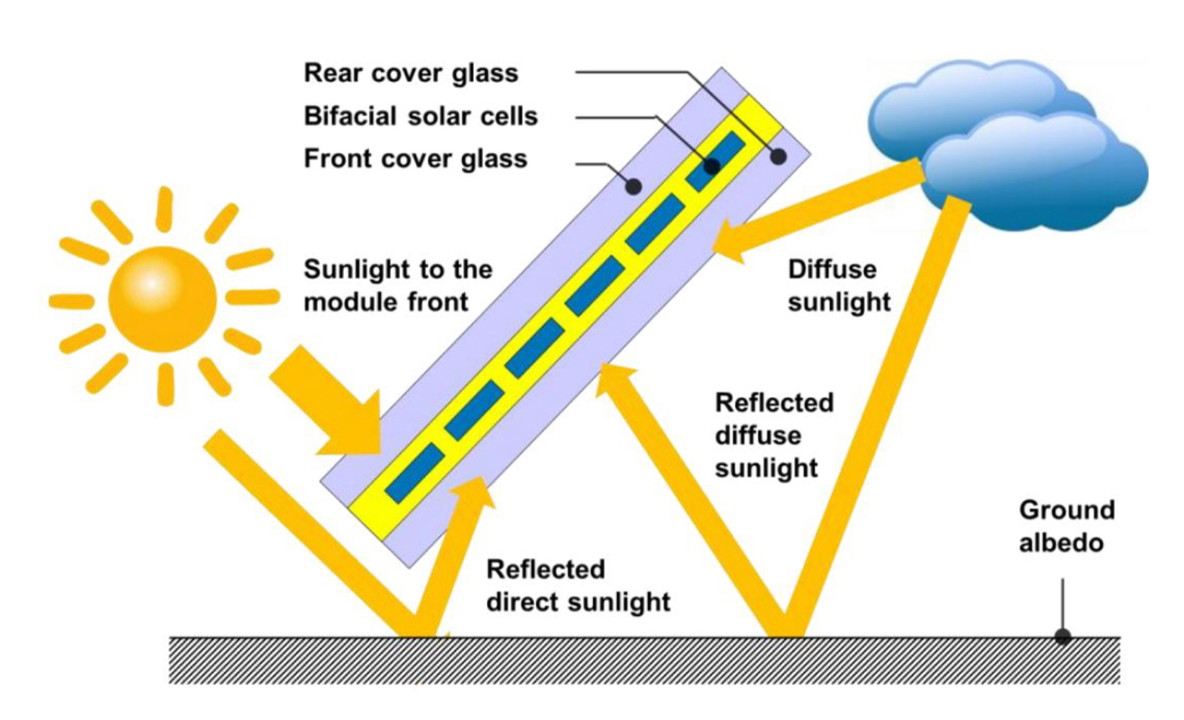 Rear cover glass
Bifacial solar cells
Front cover glass
Sunlight to the
module front
Diffuse
sunlight
Reflected
diffuse
sunlight
Ground
albedo
Reflected
direct sunlight